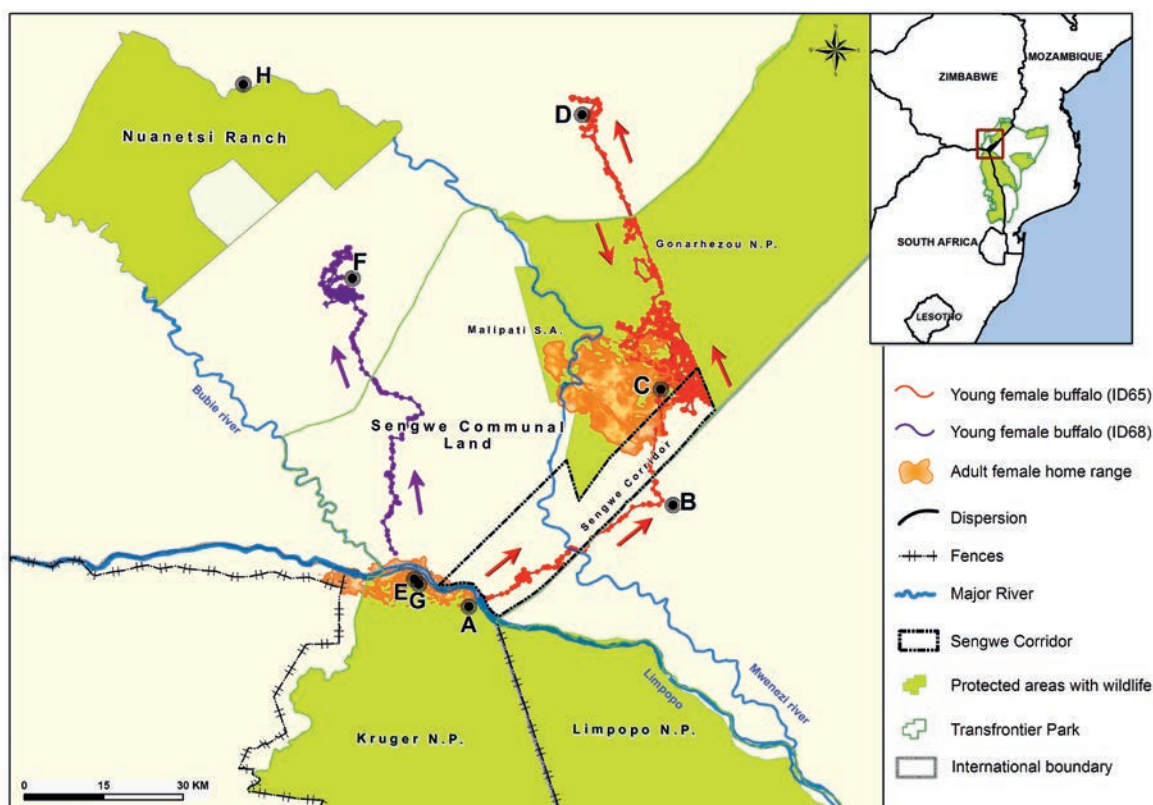 H
Nuanetsi Ranch
D
Gonarhezou N.P.
F
Malipati S.A.
C
Bubie river
Sengwe Communal
Land
Sengwe Corridor
B
E
G
A
Limpopo
Mwenezi river
Kruger N.P.
Limpopo N.P.
0 15 30 KM
MOZAMBIQUE
ZIMBABWE
SOUTH AFRICA
LESOTHO
Young female buffalo (ID65)
Young female buffalo (ID68)
Adult female home range
Dispersion
Fences
Major River
Sengwe Corridor
Protected areas with wildlife
Transfrontier Park
International boundary